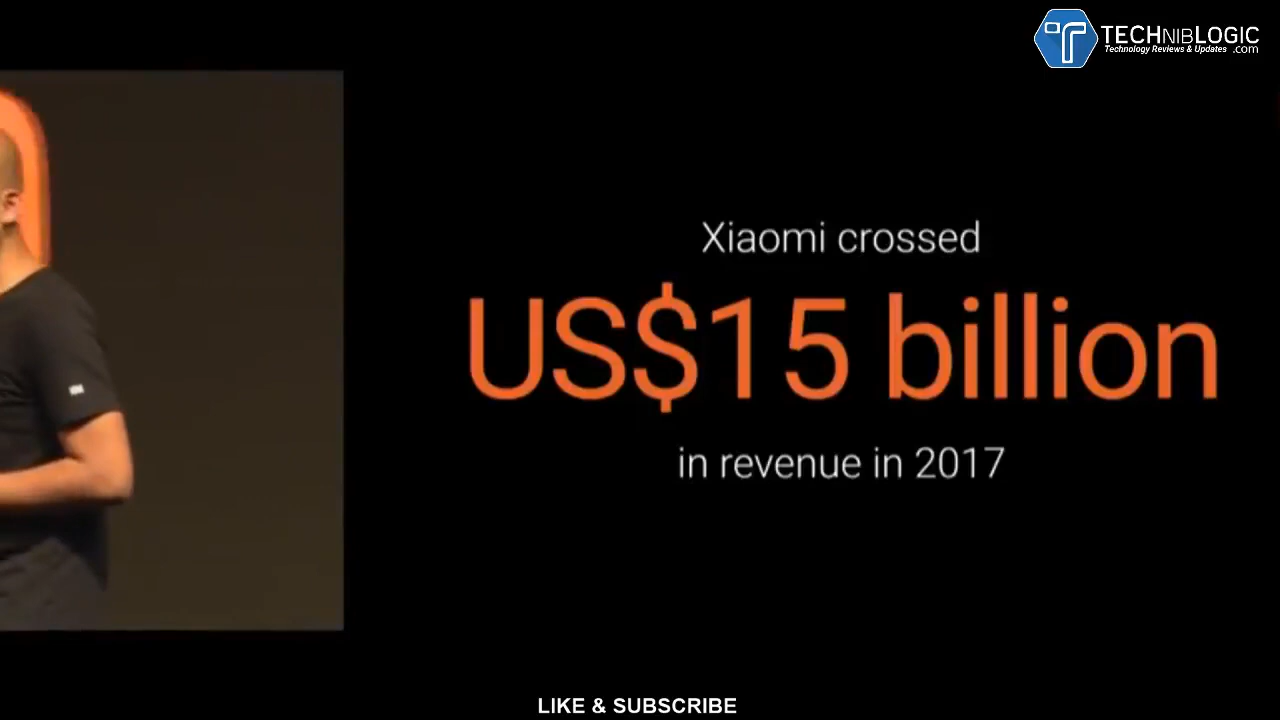 TECHNIBLOGIC
Technology Reviews & Updates .com
Xiaomi crossed
US$15 billion
in revenue in 2017
LIKE & SUBSCRIBE